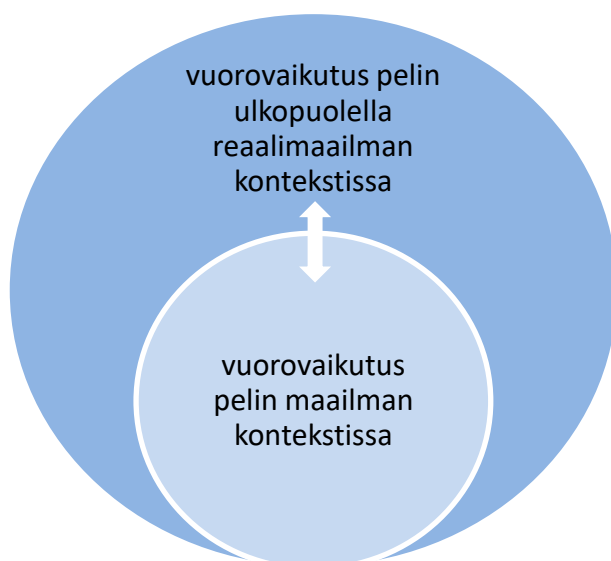 vuorovaikutus pelin
ulkopuolella
reaalimaailman
kontekstissa
vuorovaikutus
pelin maailman
kontekstissa